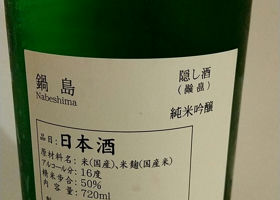 鍋島
Nabeshima
隠し酒
純米吟醸
品目:日本酒
原材料名:米(国産)、米麹(国産米)
アルコール分:16度
精米歩合:50%
内容量:720ml